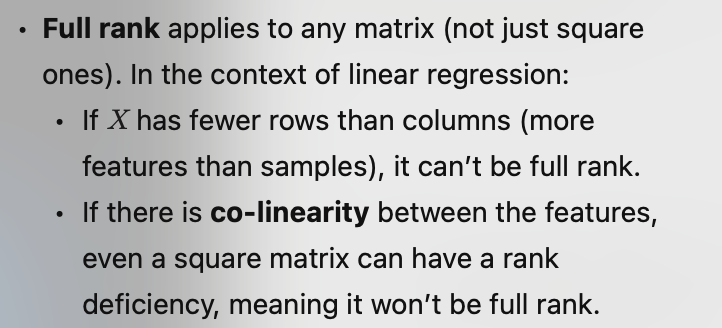 • Full rank applies to any matrix (not just square
ones). In the context of linear regression:
• If X has fewer rows than columns (more
features than samples), it can’t be full rank.
• If there is co-linearity between the features,
even a square matrix can have a rank
deficiency, meaning it won’t be full rank.